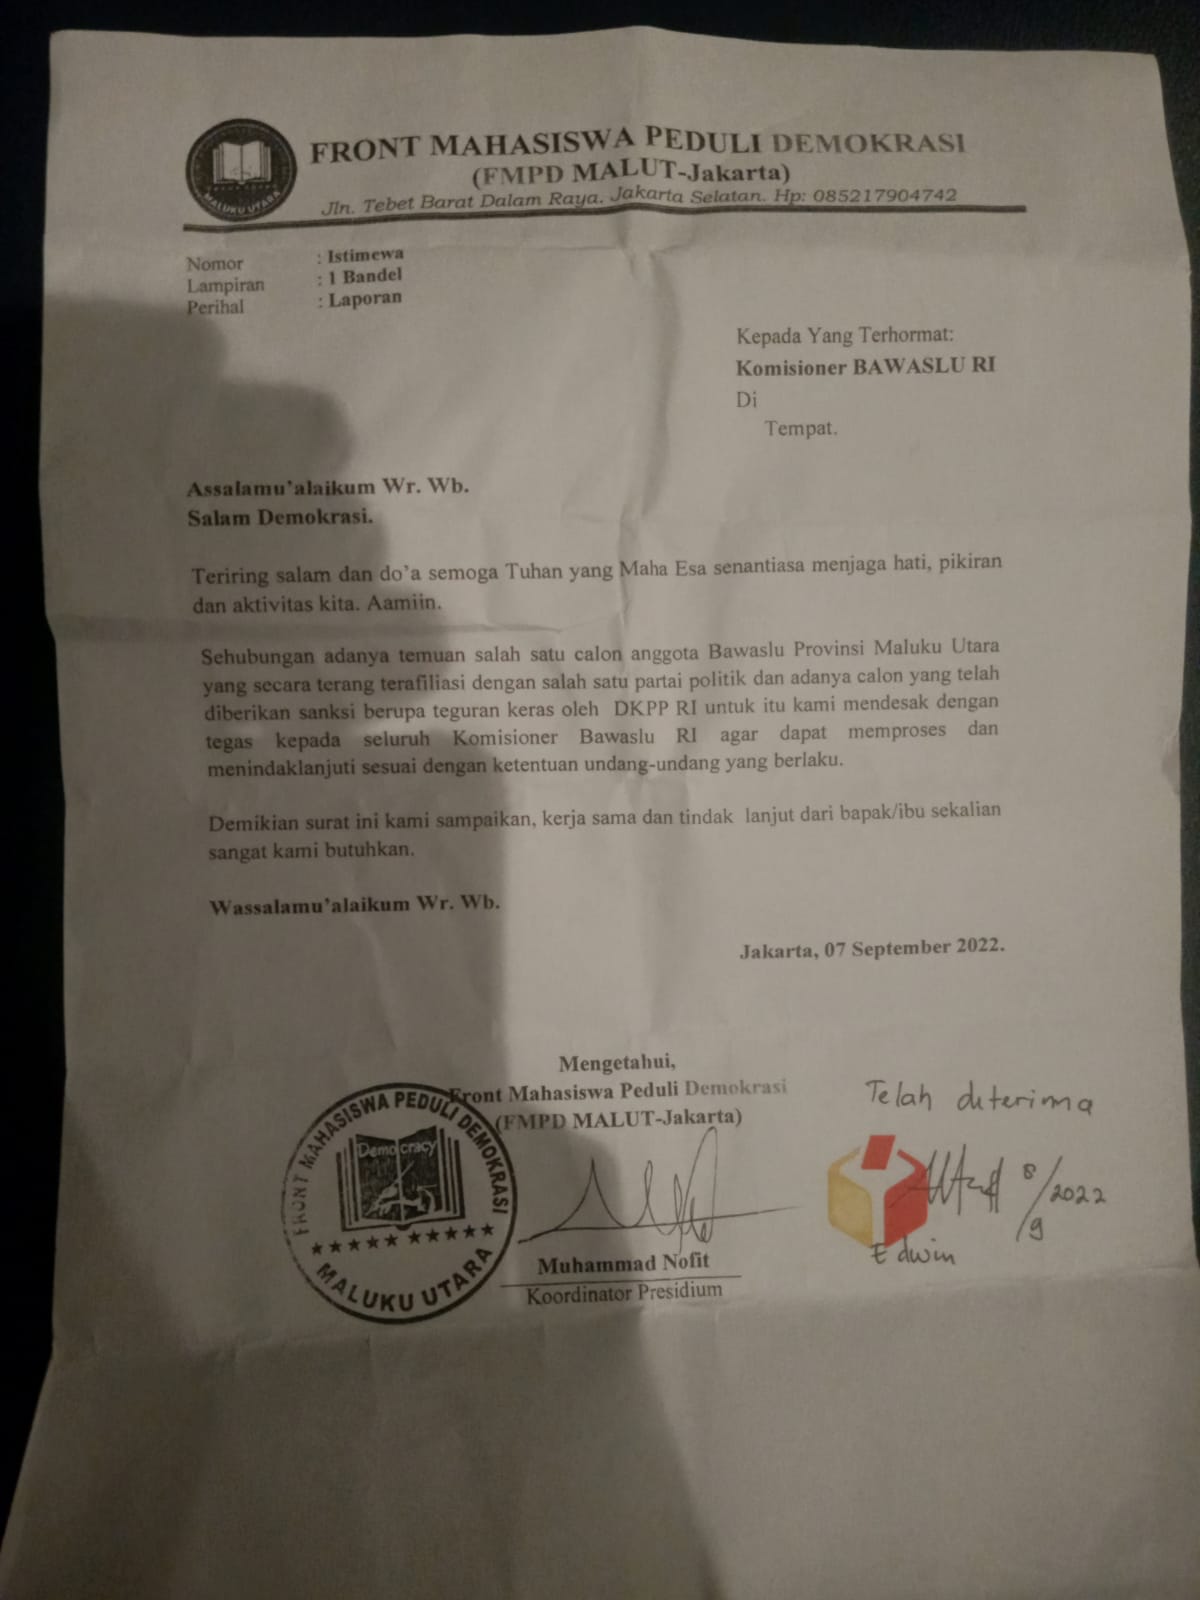 FRONT MAHASISWA PEDULI DEMOKRASI
(FMPD MALUT-Jakarta)
Jln. Tebet Barat Dalam Raya. Jakarta Selatan. Hp: 085217904742
MALUKU UTARA
Nomor : Istimewa
Lampiran : 1 Bandel
Perihal : Laporan
Kepada Yang Terhormat:
Komisioner BAWASLU RI
Di
Tempat.
Assalamu’alaikum Wr. Wb.
Salam Demokrasi.
Teriring salam dan do’a semoga Tuhan yang Maha Esa senantiasa menjaga hati, pikiran
dan aktivitas kita. Aamiin.
Sehubungan adanya temuan salah satu calon anggota Bawaslu Provinsi Maluku Utara
yang secara terang terafiliasi dengan salah satu partai politik dan adanya calon yang telah
diberikan sanksi berupa teguran keras oleh DKPP RI untuk itu kami mendesak dengan
tegas kepada seluruh Komisioner Bawaslu RI agar dapat memproses dan
menindaklanjuti sesuai dengan ketentuan undang-undang yang berlaku.
Demikian surat ini kami sampaikan, kerja sama dan tindak lanjut dari bapak/ibu sekalian
sangat kami butuhkan.
Wassalamu’alaikum Wr. Wb.
Jakarta, 07 September 2022.
Mengetahui,
Front Mahasiswa Peduli Demokrasi
(FMPD MALUT-Jakarta)
FRONT MAHASISWA PEDULI DEMOKRASI
Democracy
MALUKU UTARA
Muhammad Nofit
Koordinator Presidium
Telah diterima
8/9/2022
Edwin